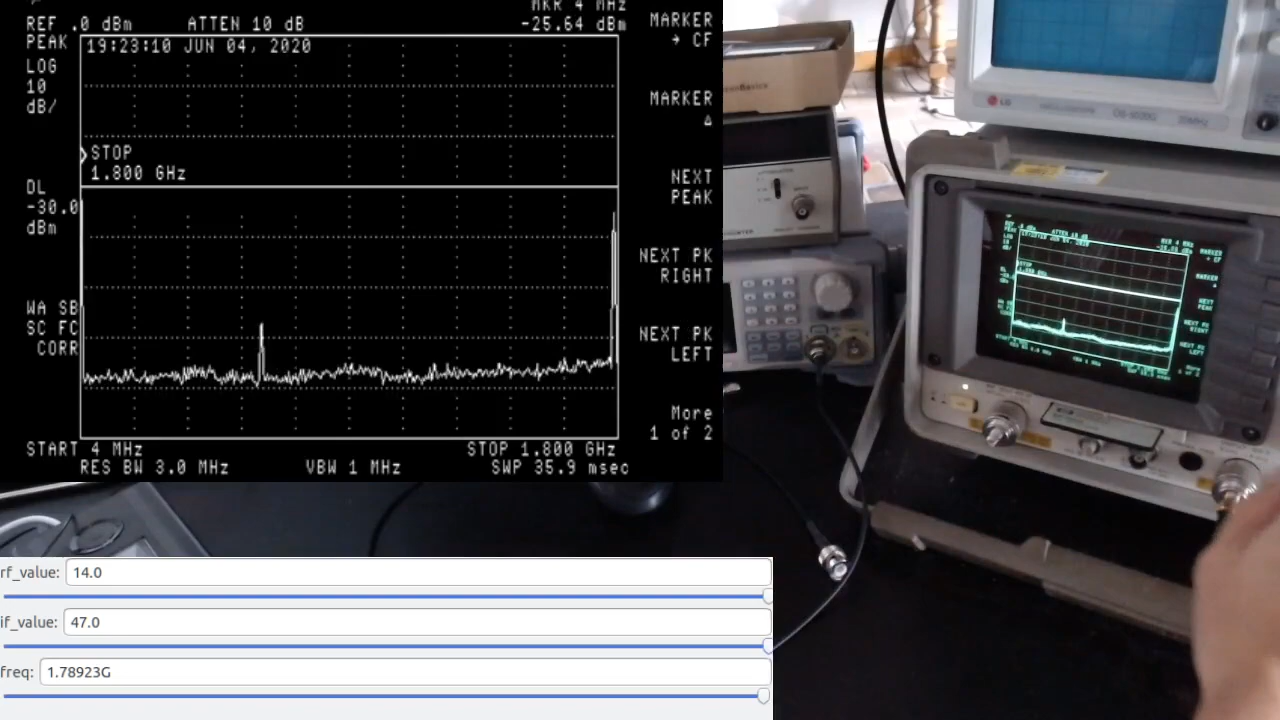 MKR 4 MHz
REF .0 dBm ATTEN 10 dB -25.64 dBm
PEAK
LOG
10
dB/
19:23:10 JUN 04, 2020
STOP
1.800 GHz
DL
-30.0
dBm
WA SB
SC FC
CORR
START 4 MHz STOP 1.800 GHz
RES BW 3.0 MHz VBW 1 MHz SWP 35.9 msec
MARKER
→ CF
MARKER
Δ
NEXT
PEAK
NEXT PK
RIGHT
NEXT PK
LEFT
More
1 of 2
LG
rf_value: 14.0
if_value: 47.0
freq: 1.78923G